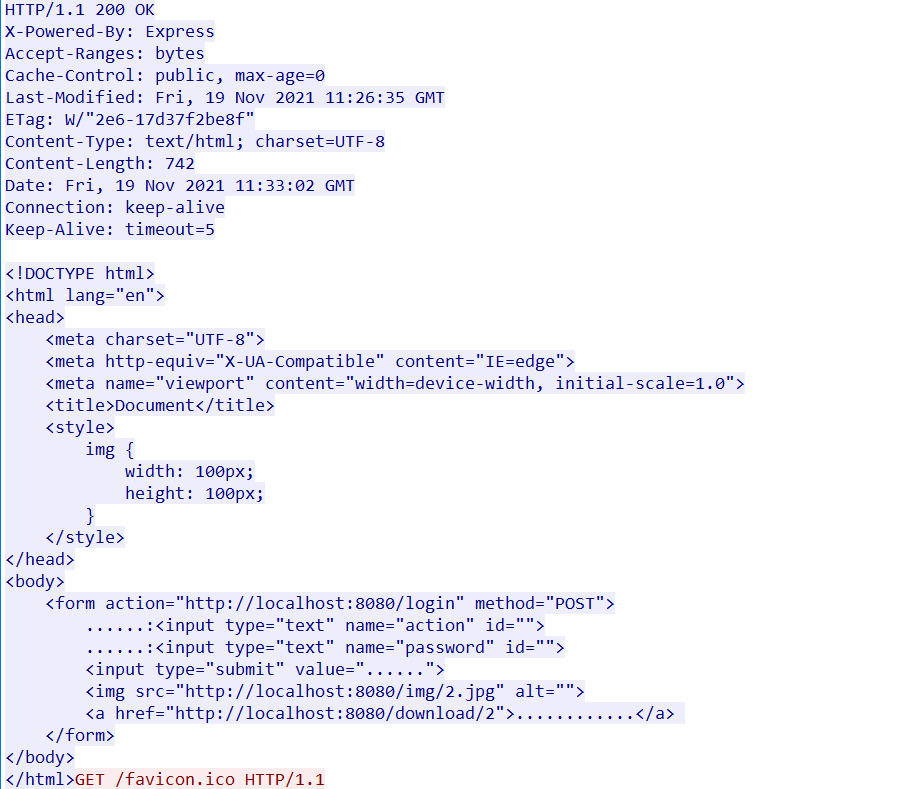 HTTP/1.1 200 OK
X-Powered-By: Express
Accept-Ranges: bytes
Cache-Control: public, max-age=0
Last-Modified: Fri, 19 Nov 2021 11:26:35 GMT
ETag: W/"2e6-17d37f2be8f"
Content-Type: text/html; charset=UTF-8
Content-Length: 742
Date: Fri, 19 Nov 2021 11:33:02 GMT
Connection: keep-alive
Keep-Alive: timeout=5

<!DOCTYPE html>
<html lang="en">
<head>
    <meta charset="UTF-8">
    <meta http-equiv="X-UA-Compatible" content="IE=edge">
    <meta name="viewport" content="width=device-width, initial-scale=1.0">
    <title>Document</title>
    <style>
        img {
            width: 100px;
            height: 100px;
        }
    </style>
</head>
<body>
    <form action="http://localhost:8080/login" method="POST">
        ......:<input type="text" name="action" id="">
        ......:<input type="text" name="password" id="">
        <input type="submit" value="......">
        <img src="http://localhost:8080/img/2.jpg" alt="">
        <a href="http://localhost:8080/download/2">............</a>
    </form>
</body>
</html>GET /favicon.ico HTTP/1.1